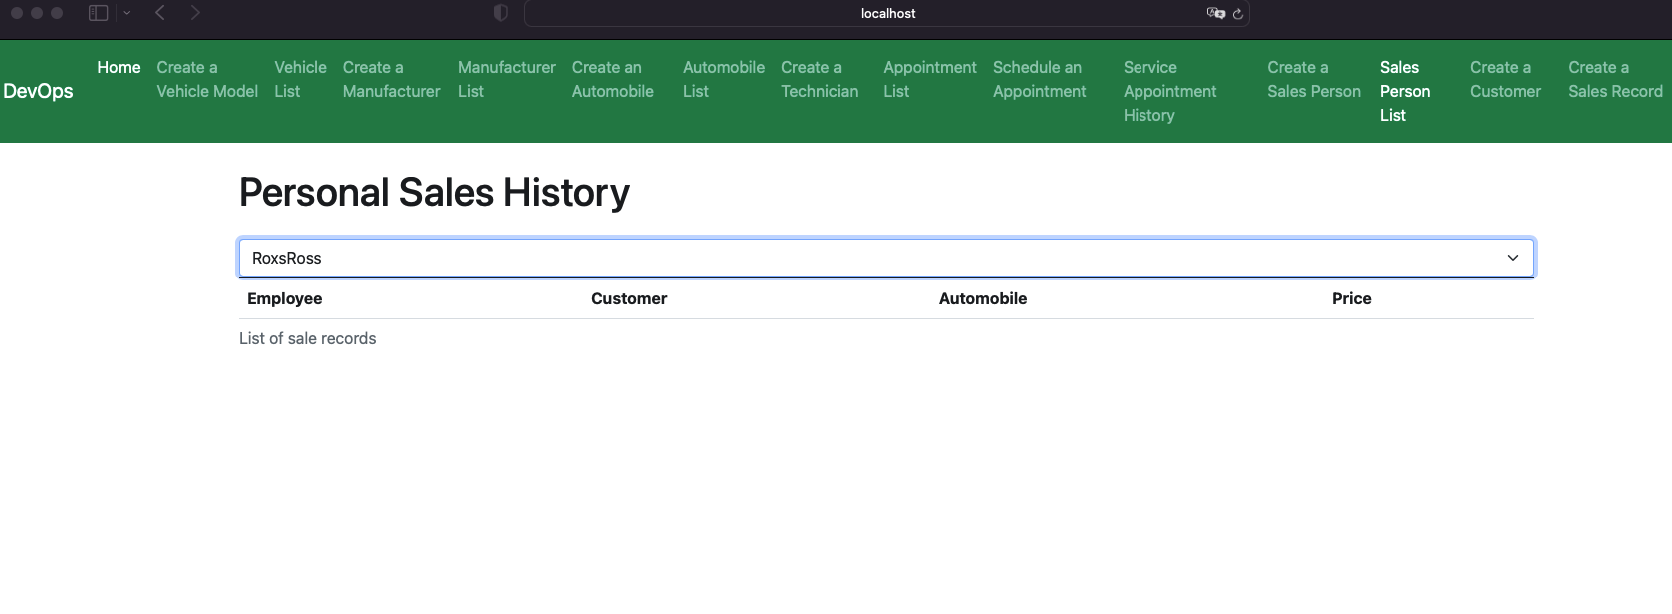 localhost
DevOps
Home
Create a
Vehicle Model
Vehicle
List
Create a
Manufacturer
Manufacturer
List
Create an
Automobile
Automobile
List
Create a
Technician
Appointment
List
Schedule an
Appointment
Service
Appointment
History
Create a
Sales Person
Sales
Person
List
Create a
Customer
Create a
Sales Record
Personal Sales History
RoxsRoss
Employee Customer Automobile Price
List of sale records